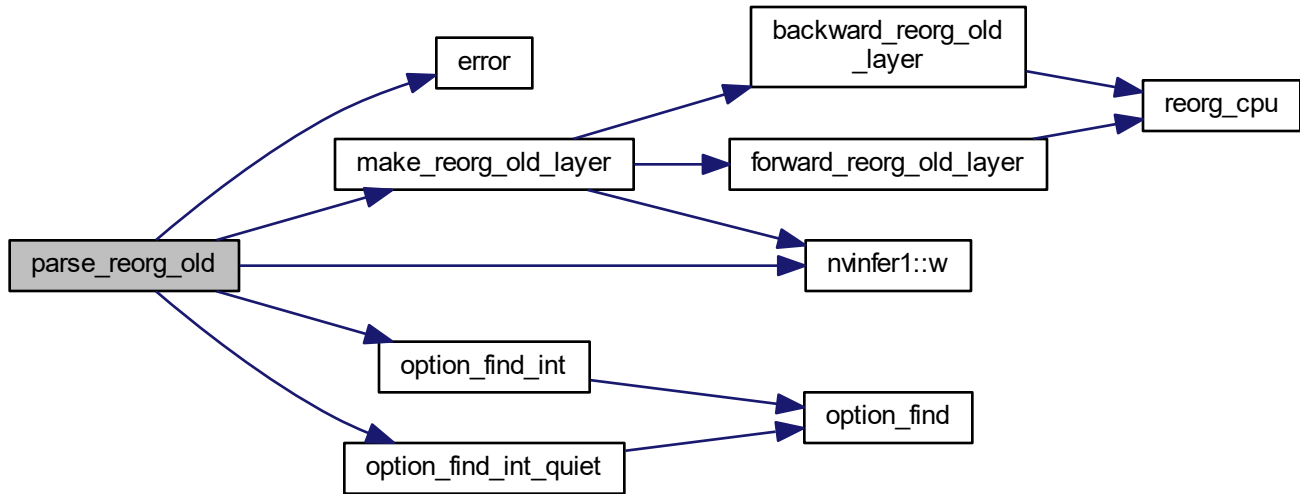 parse_reorg_old
error
make_reorg_old_layer
backward_reorg_old
_layer
forward_reorg_old_layer
reorg_cpu
nvinfer1::w
option_find_int
option_find_int_quiet
option_find